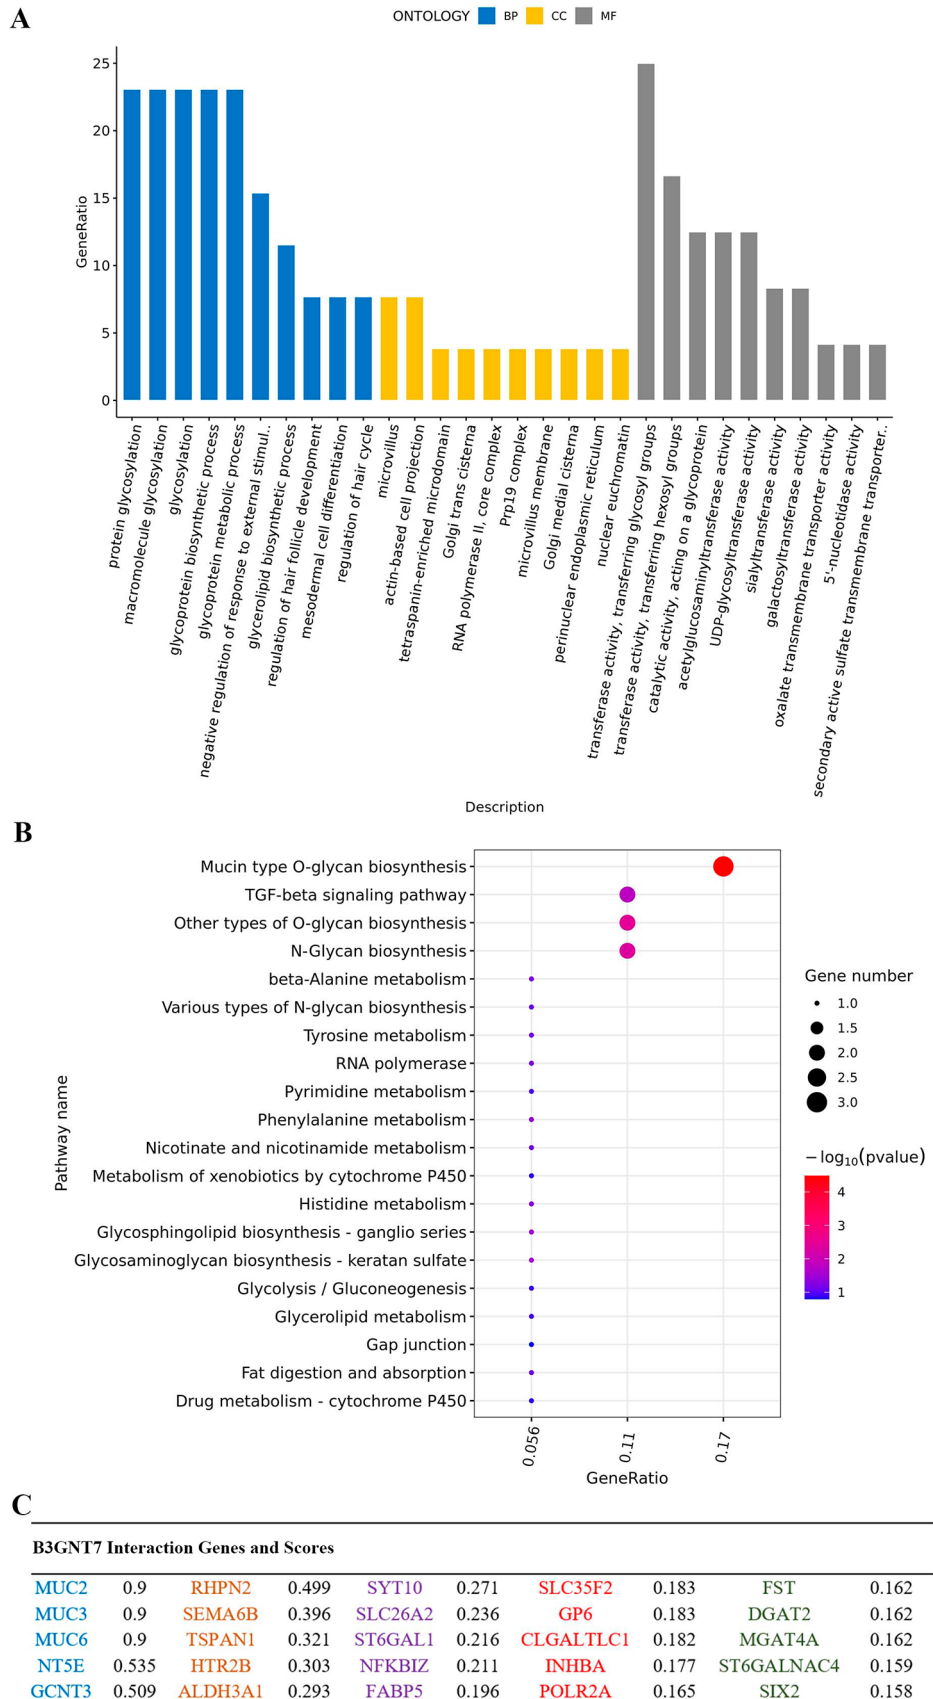 A
ONTOLOGY BP CC MF
GeneRatio
25
20
15
10
5
0
protein glycosylation
macromolecule glycosylation
glycosylation
glycoprotein biosynthetic process
glycoprotein metabolic process
negative regulation of response to external stimul..
glycerolipid biosynthetic process
regulation of hair follicle development
mesodermal cell differentiation
regulation of hair cycle
microvillus
actin-based cell projection
tetraspanin-enriched microdomain
Golgi trans cisterna
RNA polymerase II, core complex
Prp19 complex
microvillus membrane
Golgi medial cisterna
perinuclear endoplasmic reticulum
nuclear euchromatin
transferase activity, transferring glycosyl groups
transferase activity, transferring hexosyl groups
catalytic activity, acting on a glycoprotein
acetylglucosaminyltransferase activity
UDP-glycosyltransferase activity
sialyltransferase activity
galactosyltransferase activity
oxalate transmembrane transporter activity
5'-nucleotidase activity
secondary active sulfate transmembrane transporter..
Description
B
Pathway name
Mucin type O-glycan biosynthesis
TGF-beta signaling pathway
Other types of O-glycan biosynthesis
N-Glycan biosynthesis
beta-Alanine metabolism
Various types of N-glycan biosynthesis
Tyrosine metabolism
RNA polymerase
Pyrimidine metabolism
Phenylalanine metabolism
Nicotinate and nicotinamide metabolism
Metabolism of xenobiotics by cytochrome P450
Histidine metabolism
Glycosphingolipid biosynthesis - ganglio series
Glycosaminoglycan biosynthesis - keratan sulfate
Glycolysis / Gluconeogenesis
Glycerolipid metabolism
Gap junction
Fat digestion and absorption
Drug metabolism - cytochrome P450
0.056 0.11 0.17
GeneRatio
Gene number
1.0
1.5
2.0
2.5
3.0
−log₁₀(pvalue)
4
3
2
1
C
B3GNT7 Interaction Genes and Scores
MUC2 0.9 RHPN2 0.499 SYT10 0.271 SLC35F2 0.183 FST 0.162
MUC3 0.9 SEMA6B 0.396 SLC26A2 0.236 GP6 0.183 DGAT2 0.162
MUC6 0.9 TSPAN1 0.321 ST6GAL1 0.216 CLGALTLC1 0.182 MGAT4A 0.162
NT5E 0.535 HTR2B 0.303 NFKBIZ 0.211 INHBA 0.177 ST6GALNAC4 0.159
GCNT3 0.509 ALDH3A1 0.293 FABP5 0.196 POLR2A 0.165 SIX2 0.158